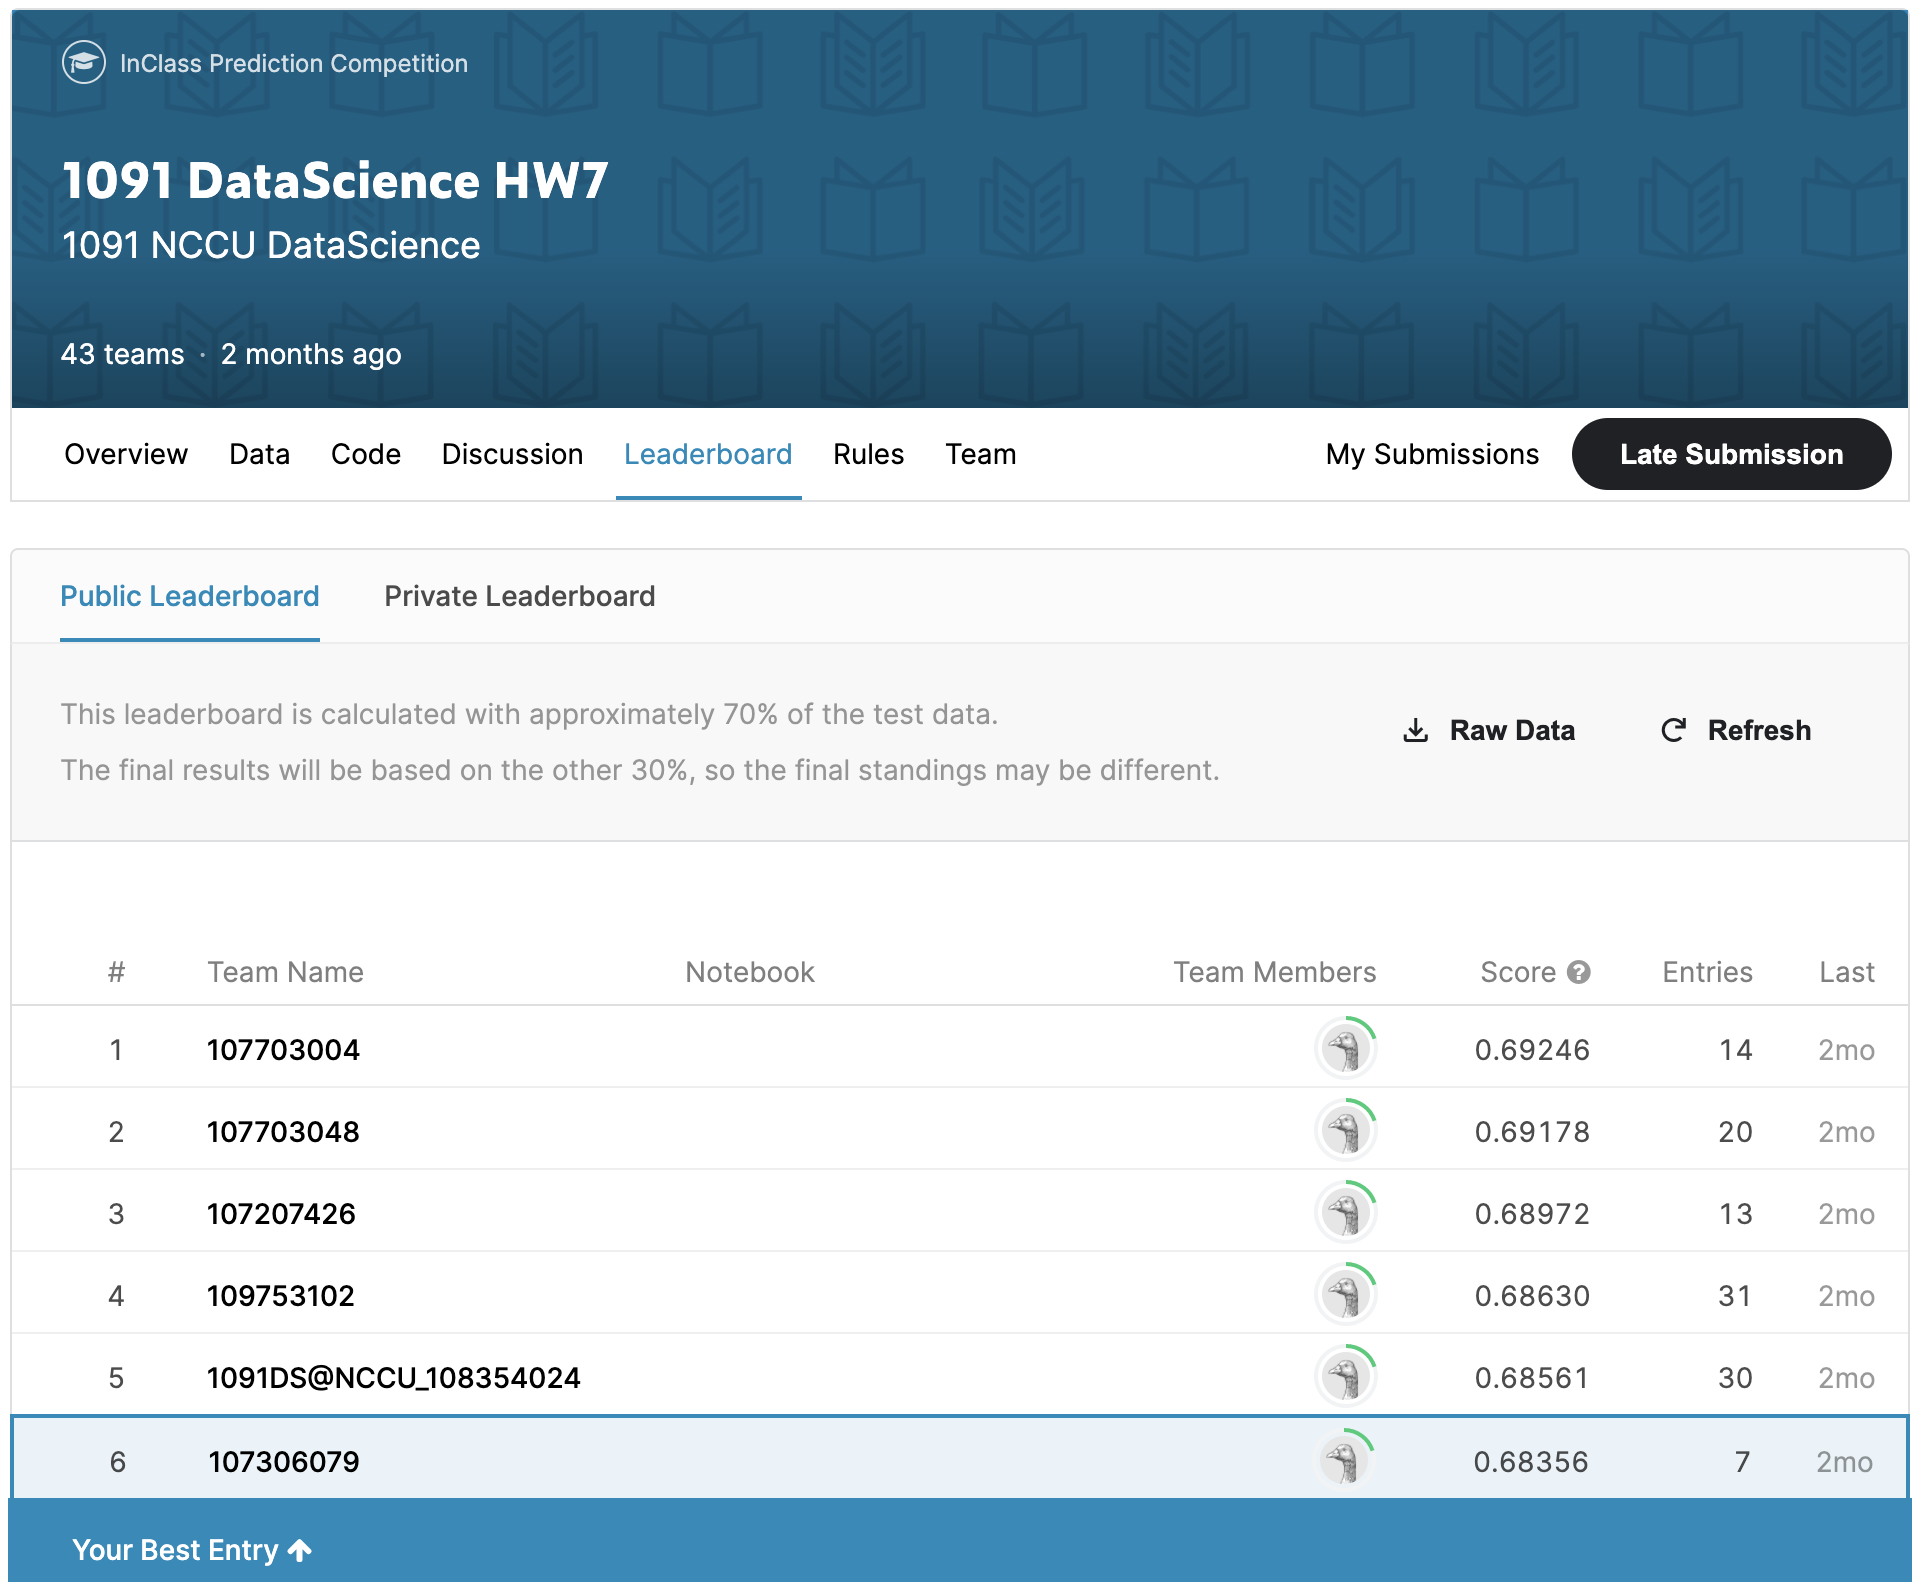 InClass Prediction Competition
1091 DataScience HW7
1091 NCCU DataScience
43 teams · 2 months ago
Overview Data Code Discussion Leaderboard Rules Team My Submissions Late Submission
Public Leaderboard Private Leaderboard
This leaderboard is calculated with approximately 70% of the test data.
The final results will be based on the other 30%, so the final standings may be different.
Raw Data Refresh
# Team Name Notebook Team Members Score ? Entries Last
1 107703004 0.69246 14 2mo
2 107703048 0.69178 20 2mo
3 107207426 0.68972 13 2mo
4 109753102 0.68630 31 2mo
5 1091DS@NCCU_108354024 0.68561 30 2mo
6 107306079 0.68356 7 2mo
Your Best Entry ↑